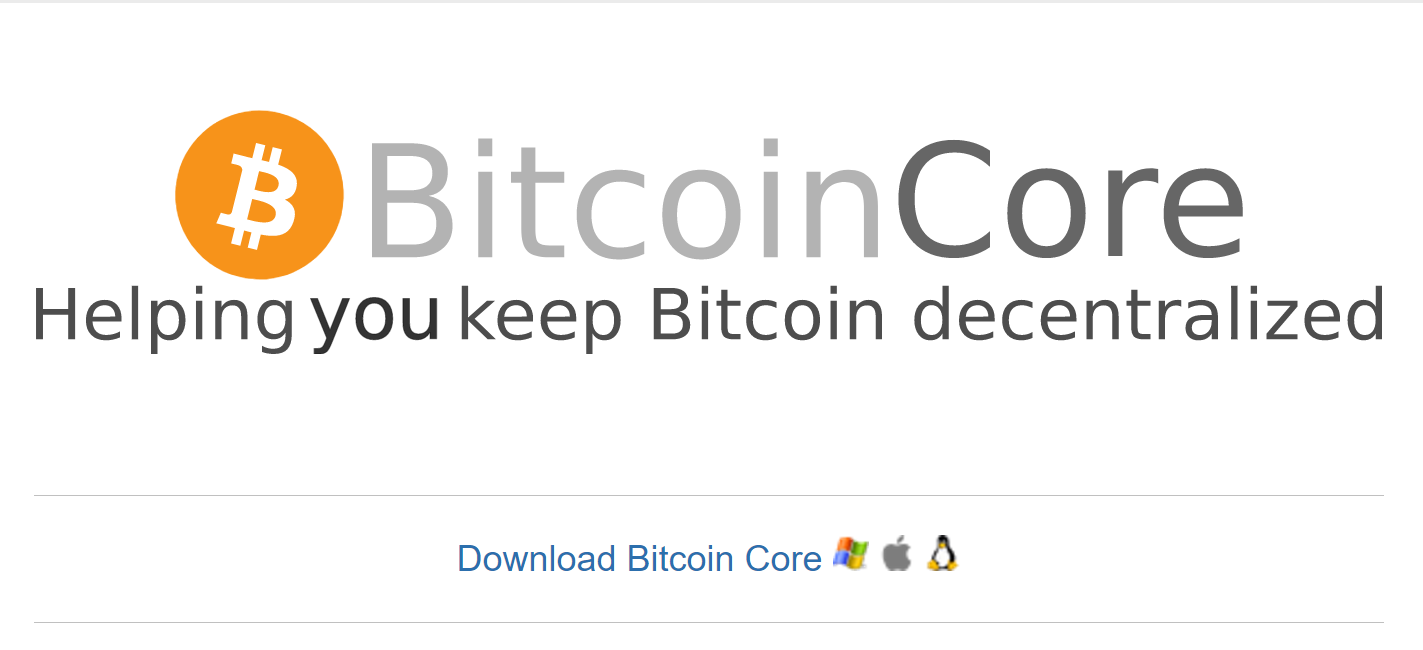 BitcoinCore
Helping you keep Bitcoin decentralized
Download Bitcoin Core